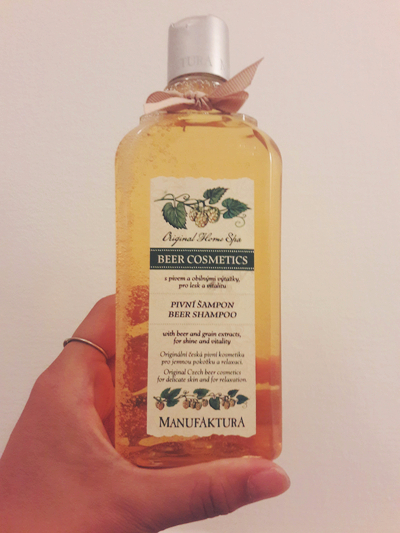 TURA
Original Home Spa
BEER COSMETICS
s pivem a obilnými výtažky,
pro lesk a vitalitu
PIVNÍ ŠAMPON
BEER SHAMPOO
with beer and grain extracts,
for shine and vitality
Originální česká pivní kosmetika
pro jemnou pokožku a relaxaci.
Original Czech beer cosmetics
for delicate skin and for relaxation.
MANUFAKTURA